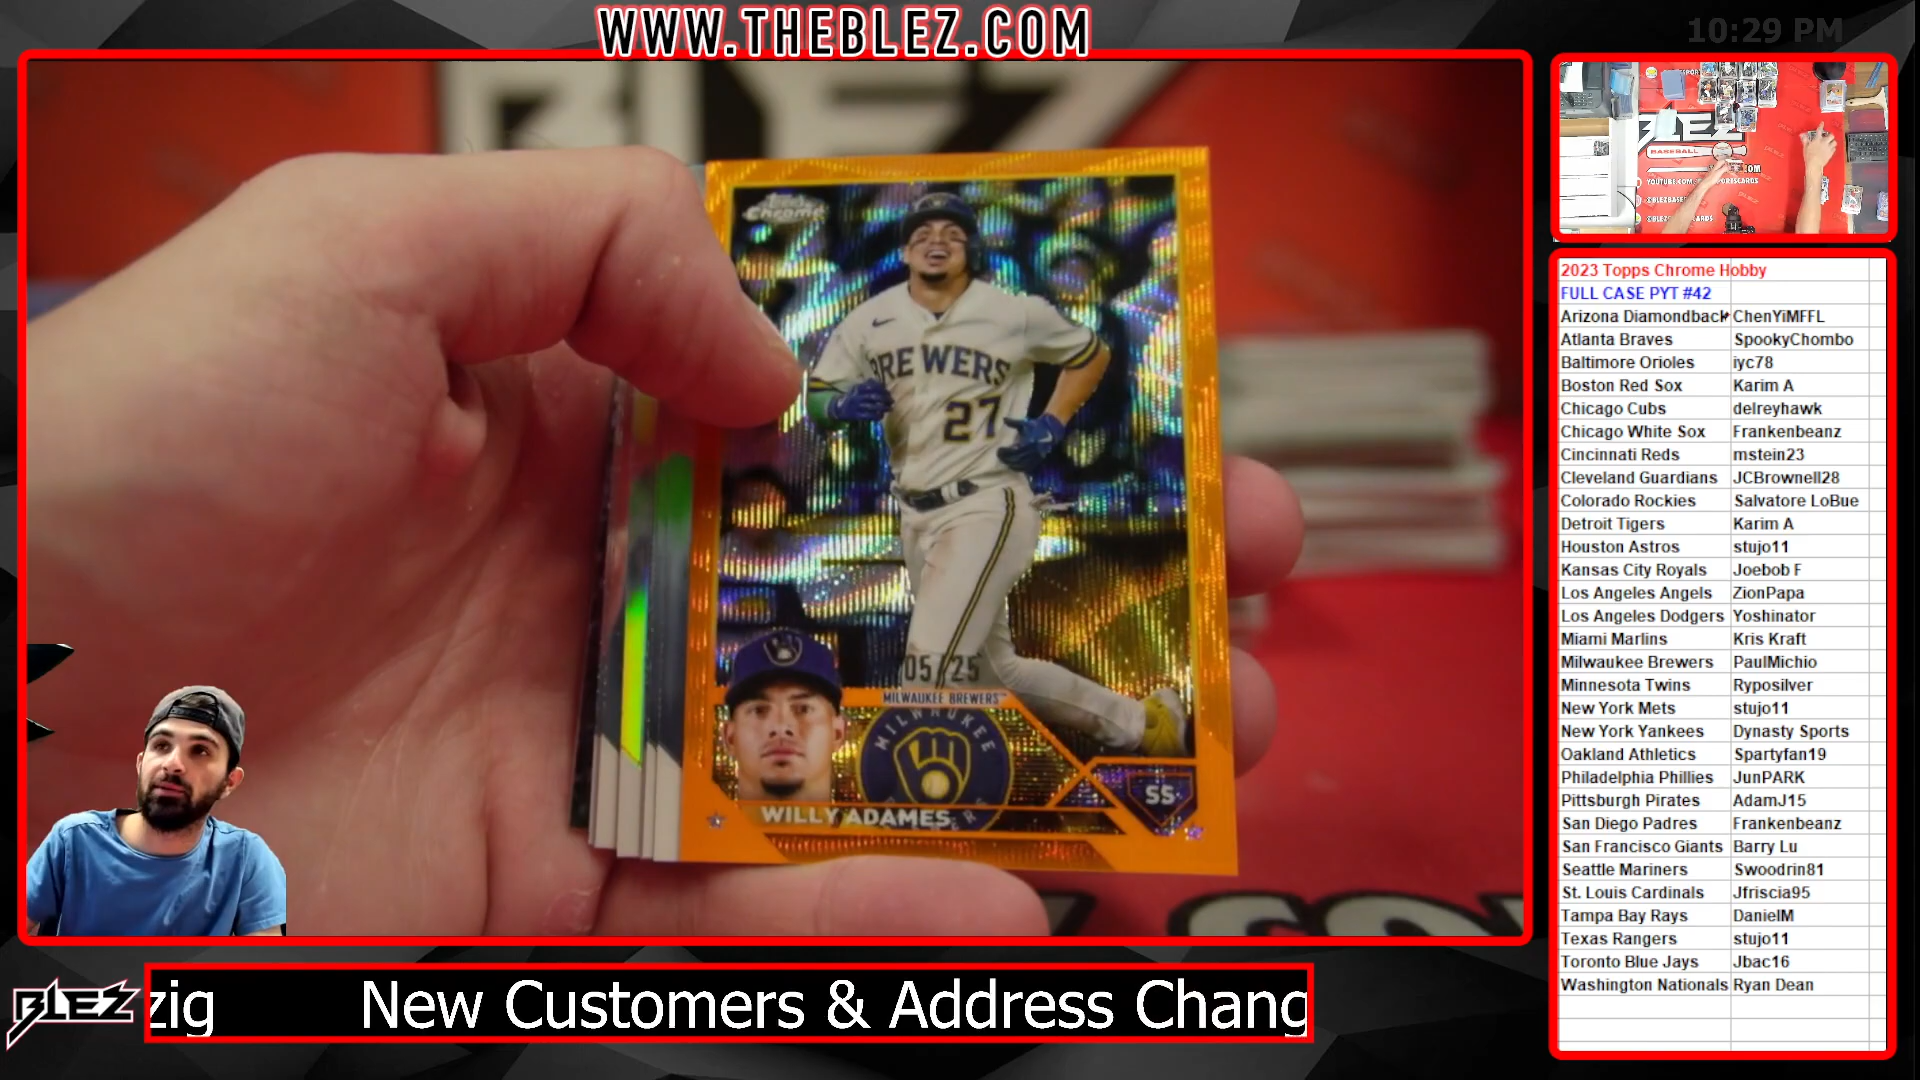 WWW.THEBLEZ.COM
10:29 PM
BLEZ
Topps
Chrome
BREWERS
27
05/25
MILWAUKEE BREWERS™
MILWAUKEE
SS
WILLY ADAMES
BLEZ
BASEBALL
2023 Topps Chrome Hobby
FULL CASE PYT #42
Arizona Diamondback ChenYiMFFL
Atlanta Braves SpookyChombo
Baltimore Orioles iyc78
Boston Red Sox Karim A
Chicago Cubs delreyhawk
Chicago White Sox Frankenbeanz
Cincinnati Reds mstein23
Cleveland Guardians JCBrownell28
Colorado Rockies Salvatore LoBue
Detroit Tigers Karim A
Houston Astros stujo11
Kansas City Royals Joebob F
Los Angeles Angels ZionPapa
Los Angeles Dodgers Yoshinator
Miami Marlins Kris Kraft
Milwaukee Brewers PaulMichio
Minnesota Twins Ryposilver
New York Mets stujo11
New York Yankees Dynasty Sports
Oakland Athletics Spartyfan19
Philadelphia Phillies JunPARK
Pittsburgh Pirates AdamJ15
San Diego Padres Frankenbeanz
San Francisco Giants Barry Lu
Seattle Mariners Swoodrin81
St. Louis Cardinals Jfriscia95
Tampa Bay Rays DanielM
Texas Rangers stujo11
Toronto Blue Jays Jbac16
Washington Nationals Ryan Dean
BLEZ
zig New Customers & Address Chang